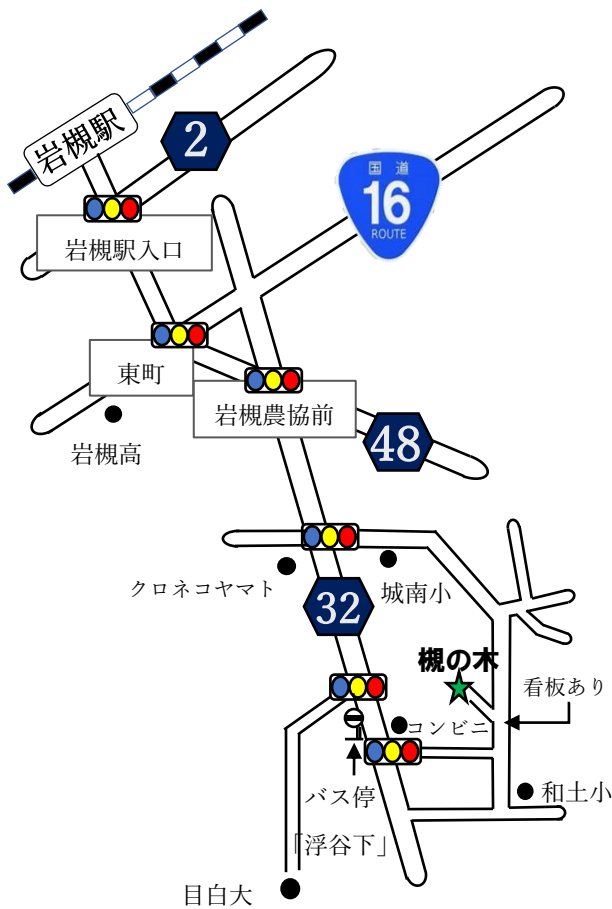 岩槻駅
2
国道
16
ROUTE
岩槻駅入口
東町
岩槻農協前
岩槻高
48
クロネコヤマト
城南小
32
槻の木
看板あり
コンビニ
バス停
「浮谷下」
和土小
目白大